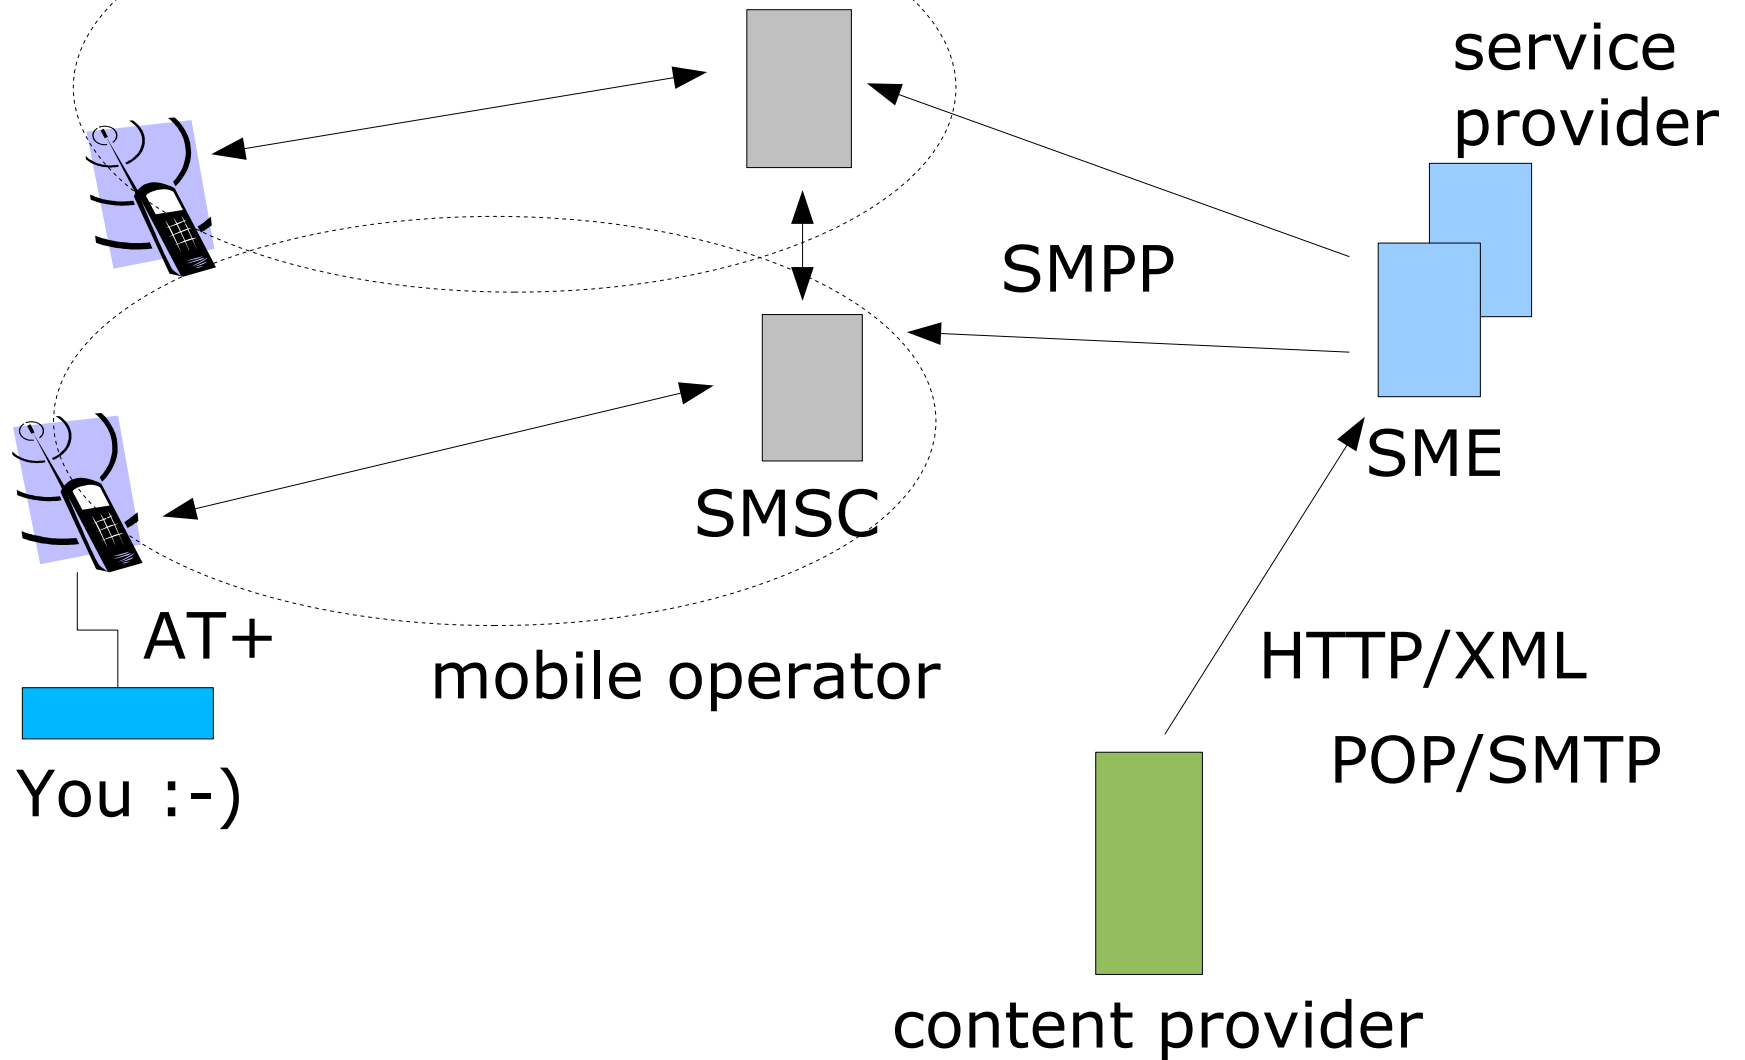 service
provider
SMPP
SME
SMSC
AT+
mobile operator
HTTP/XML
POP/SMTP
You :-)
content provider